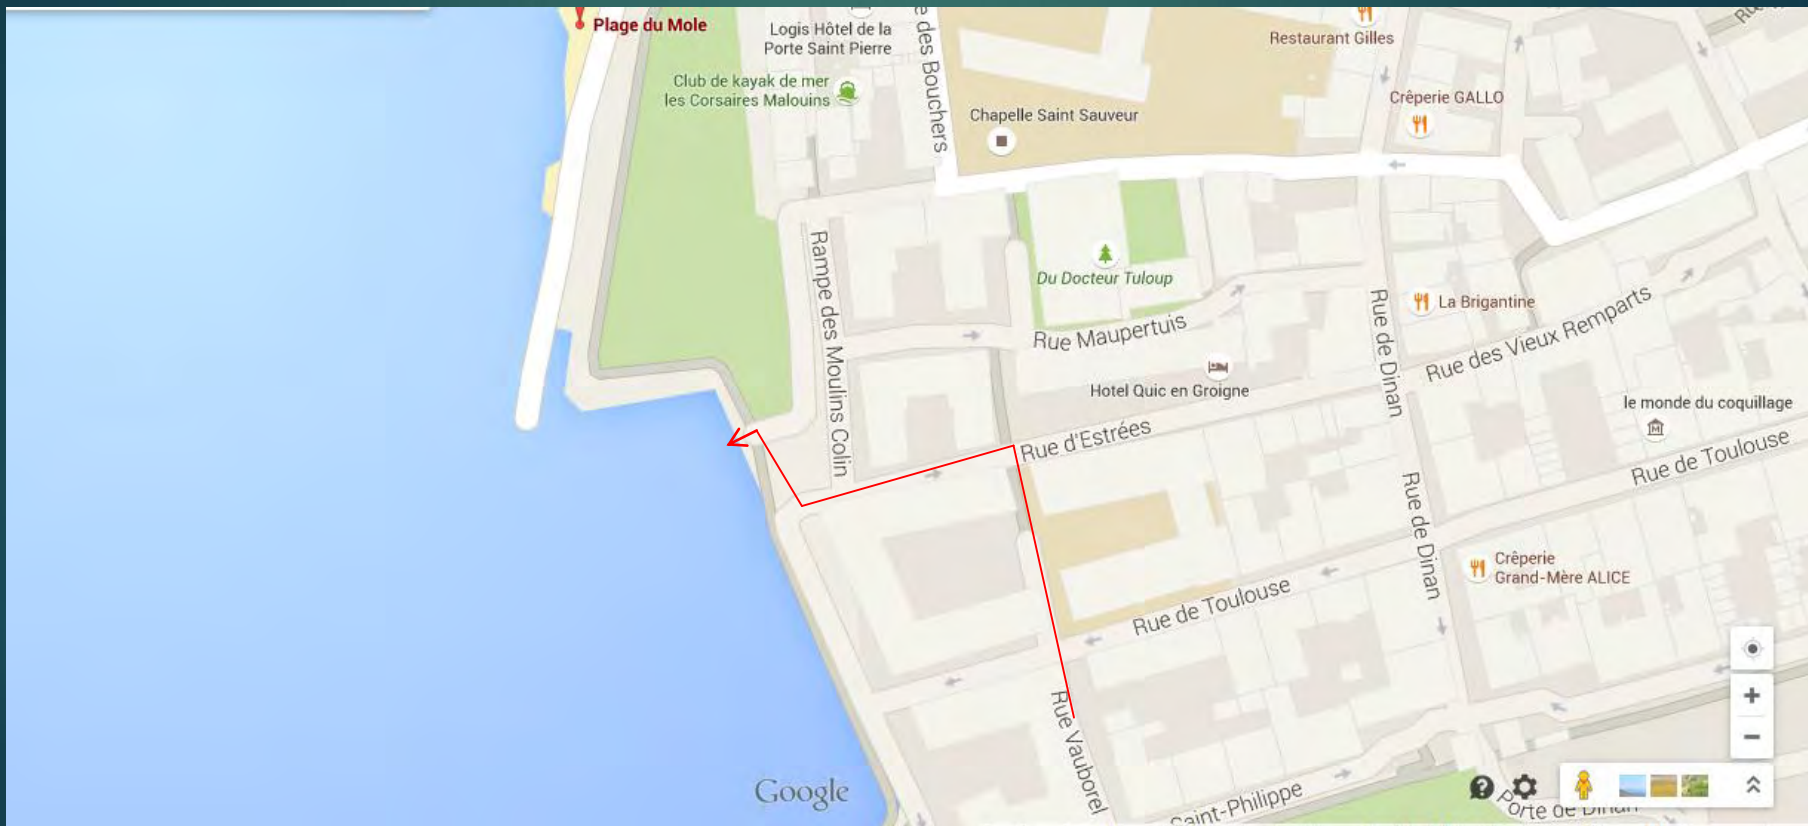 Plage du Mole
Logis Hôtel de la
Porte Saint Pierre
e des Bouchers
Restaurant Gilles
Club de kayak de mer
les Corsaires Malouins
Chapelle Saint Sauveur
Crêperie GALLO
Rampe des Moulins Colin
Du Docteur Tuloup
Rue Maupertuis
Rue de Dinan
La Brigantine
Rue des Vieux Remparts
Hotel Quic en Groigne
le monde du coquillage
Rue d'Estrées
Rue de Toulouse
Rue de Dinan
Crêperie
Grand-Mère ALICE
Rue de Toulouse
Rue Vauborel
Google
Saint-Philippe
Porte de Dinan